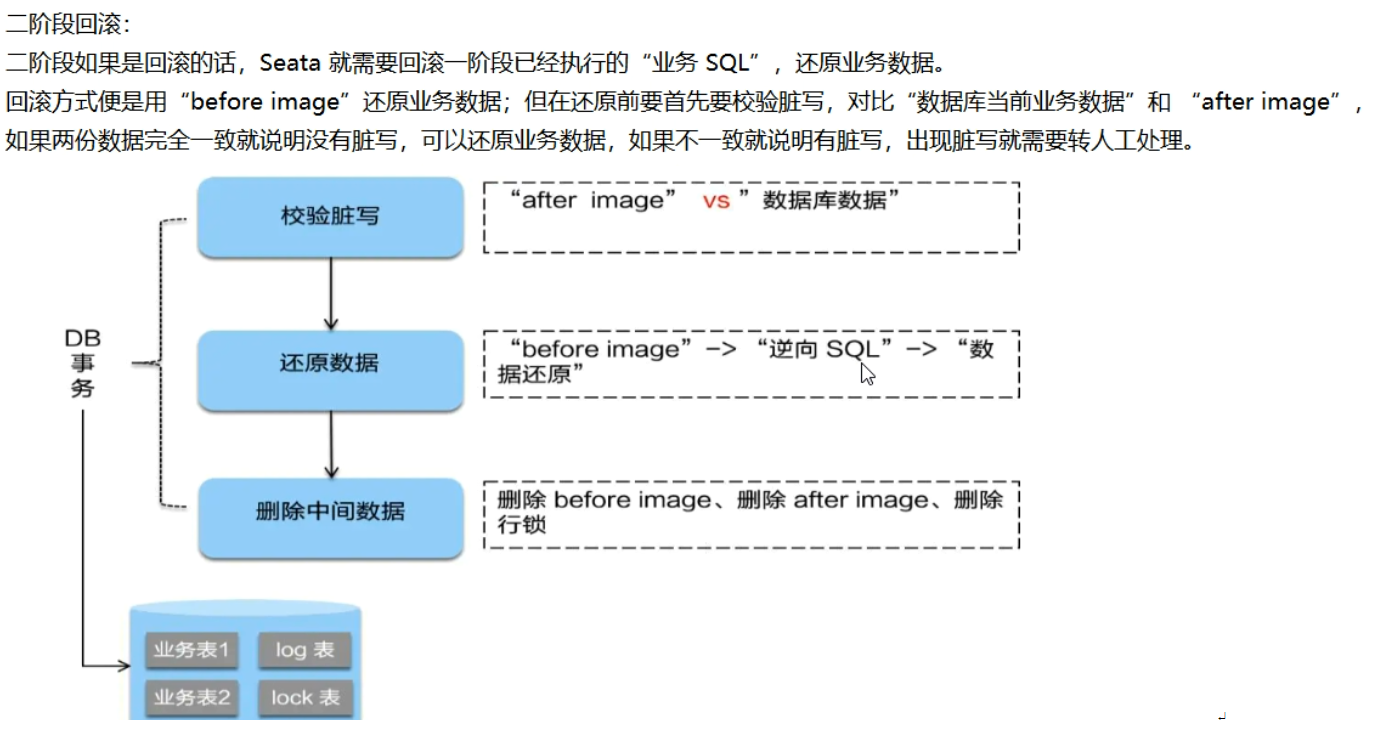 二阶段回滚：
二阶段如果是回滚的话，Seata 就需要回滚一阶段已经执行的“业务 SQL”，还原业务数据。
回滚方式便是用“before image”还原业务数据；但在还原前要首先要校验脏写，对比“数据库当前业务数据”和 “after image”，
如果两份数据完全一致就说明没有脏写，可以还原业务数据，如果不一致就说明有脏写，出现脏写就需要转人工处理。
校验脏写
“after image” vs ”数据库数据”
DB
事
务
还原数据
“before image”–> “逆向 SQL”–> “数
据还原”
删除中间数据
删除 before image、删除 after image、删除
行锁
业务表1
log 表
业务表2
lock 表